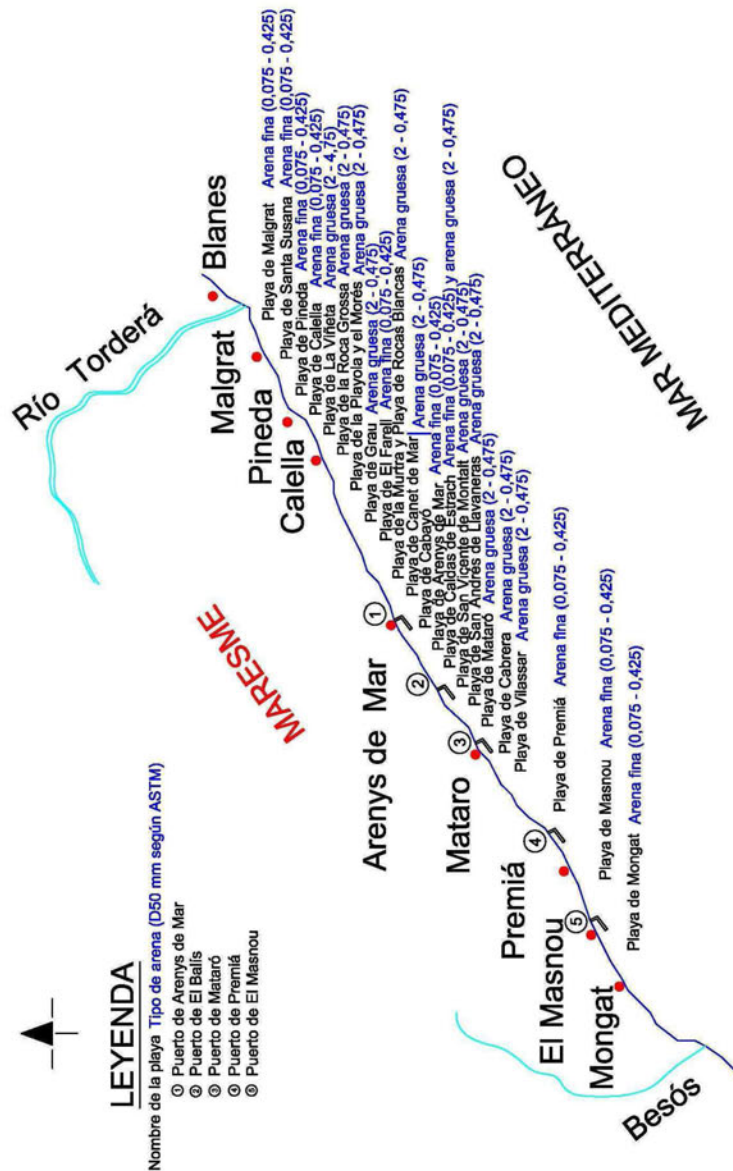 LEYENDA
Nombre de la playa Tipo de arena (D50 mm según ASTM)
① Puerto de Arenys de Mar
② Puerto de El Balís
③ Puerto de Mataró
④ Puerto de Premiá
⑤ Puerto de El Masnou
MARESME
Río Torderá
Blanes
Malgrat
Pineda
Calella
①
Arenys de Mar
②
③
Mataro
④
Premiá
⑤
El Masnou
Mongat
Besós
MAR MEDITERRÁNEO
Playa de Malgrat Arena fina (0,075 - 0,425)
Playa de Santa Susana Arena fina (0,075 - 0,425)
Playa de Pineda Arena fina (0,075 - 0,425)
Playa de Calella Arena fina (0,075 - 0,425)
Playa de La Viñeta Arena gruesa (2 - 4,75)
Playa de la Roca Grossa Arena gruesa (2 - 0,475)
Playa de la Playola y el Morés Arena gruesa (2 - 0,475)
Playa de Grau Arena gruesa (2 - 0,475)
Playa de El Farell Arena fina (0,075 - 0,425)
Playa de la Murtra y Playa de Rocas Blancas Arena gruesa (2 - 0,475)
Playa de Canet de Mar Arena gruesa (2 - 0,475)
Playa de Cabayó
Playa de Arenys de Mar Arena fina (0,075 - 0,425)
Playa de Caldas de Estrach Arena fina (0,075 - 0,425) y arena gruesa (2 - 0,475)
Playa de San Vicente de Montalt Arena gruesa (2 - 0,475)
Playa de San Andrés de Llavaneras Arena gruesa (2 - 0,475)
Playa de Mataró Arena gruesa (2 - 0,475)
Playa de Cabrera Arena gruesa (2 - 0,475)
Playa de Vilassar Arena gruesa (2 - 0,475)
Playa de Premiá Arena fina (0,075 - 0,425)
Playa de Masnou Arena fina (0,075 - 0,425)
Playa de Mongat Arena fina (0,075 - 0,425)